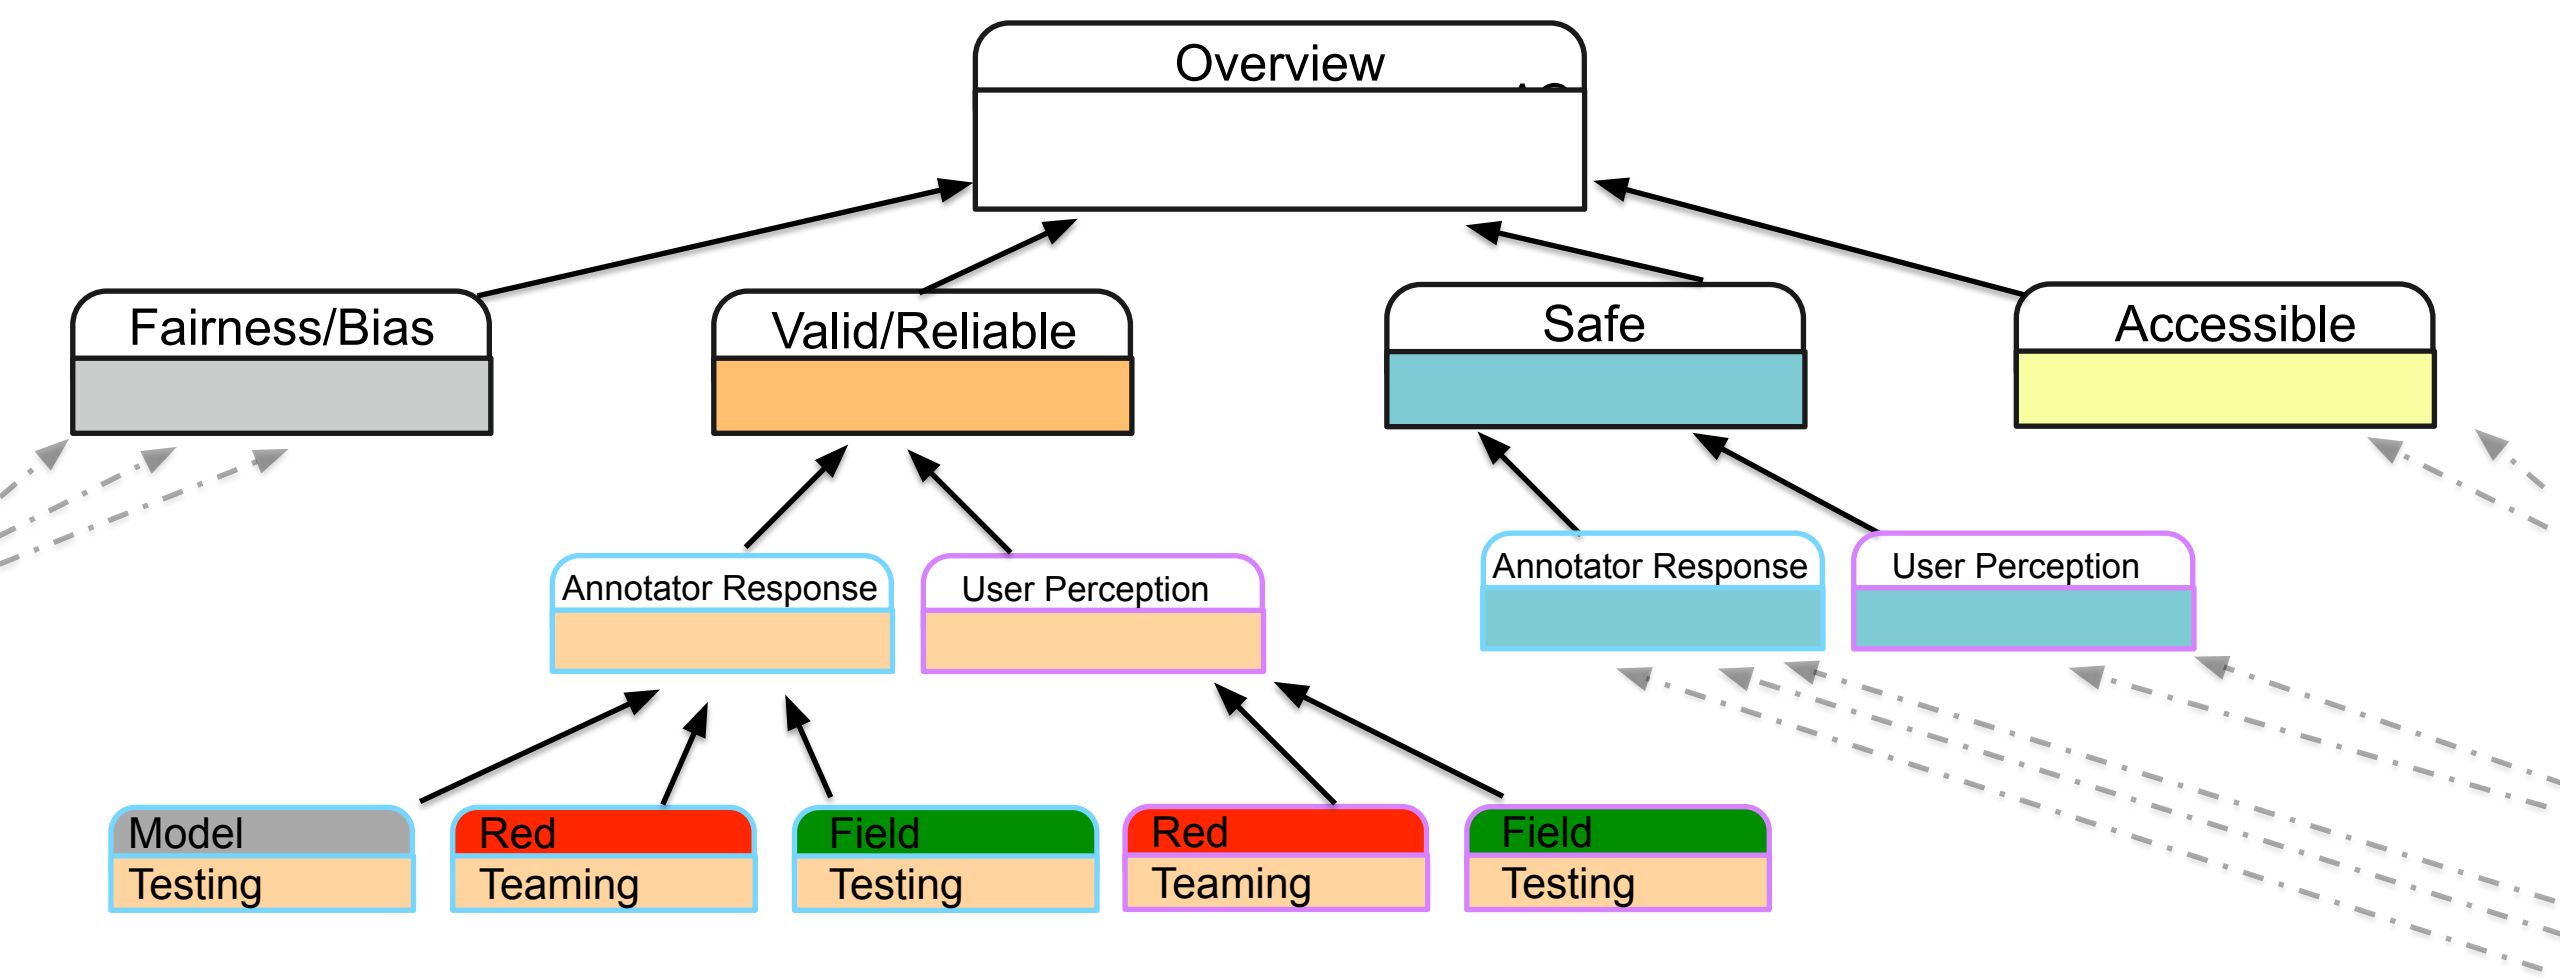 Overview
Fairness/Bias
Valid/Reliable
Safe
Accessible
Annotator Response
User Perception
Annotator Response
User Perception
Model
Testing
Red
Teaming
Field
Testing
Red
Teaming
Field
Testing